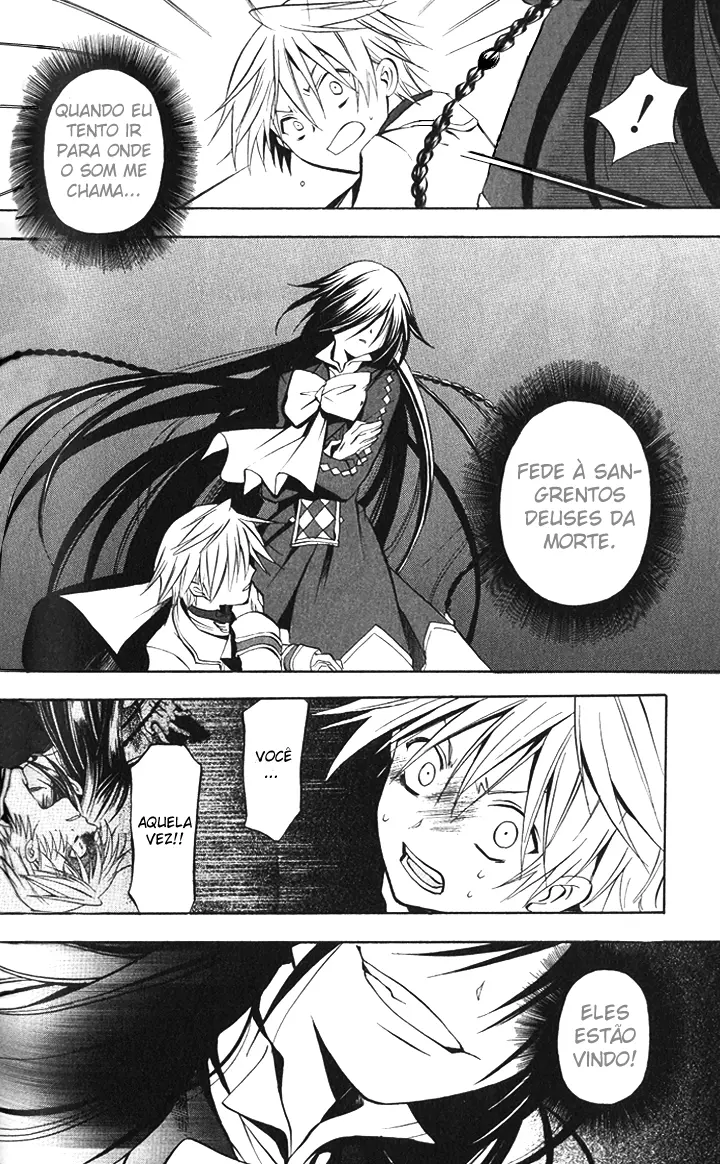 !
QUANDO EU
TENTO IR
PARA ONDE
O SOM ME
CHAMA...
FEDE À SAN-
GRENTOS
DEUSES DA
MORTE.
VOCÊ
...
AQUELA
VEZ!!
ELES
ESTÃO
VINDO!